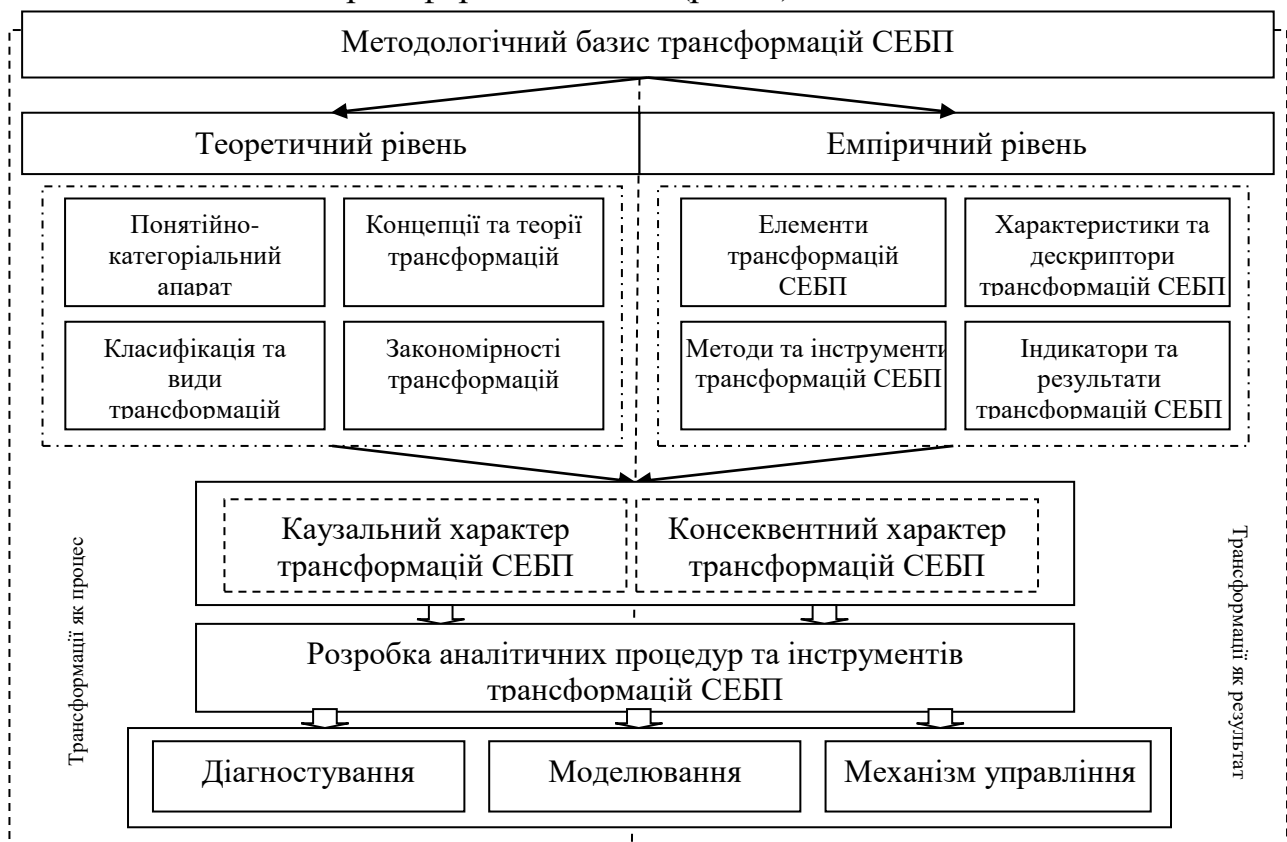 Методологічний базис трансформацій СЕБП
Теоретичний рівень
Емпіричний рівень
Понятійно-
категоріальний
апарат
Концепції та теорії
трансформацій
Елементи
трансформацій
СЕБП
Характеристики та
дескриптори
трансформацій СЕБП
Класифікація та
види
трансформацій
Закономірності
трансформацій
Методи та інструменти
трансформацій СЕБП
Індикатори та
результати
трансформацій СЕБП
Каузальний характер
трансформацій СЕБП
Консеквентний характер
трансформацій СЕБП
Трансформації як процес
Трансформації як результат
Розробка аналітичних процедур та інструментів
трансформацій СЕБП
Діагностування
Моделювання
Механізм управління